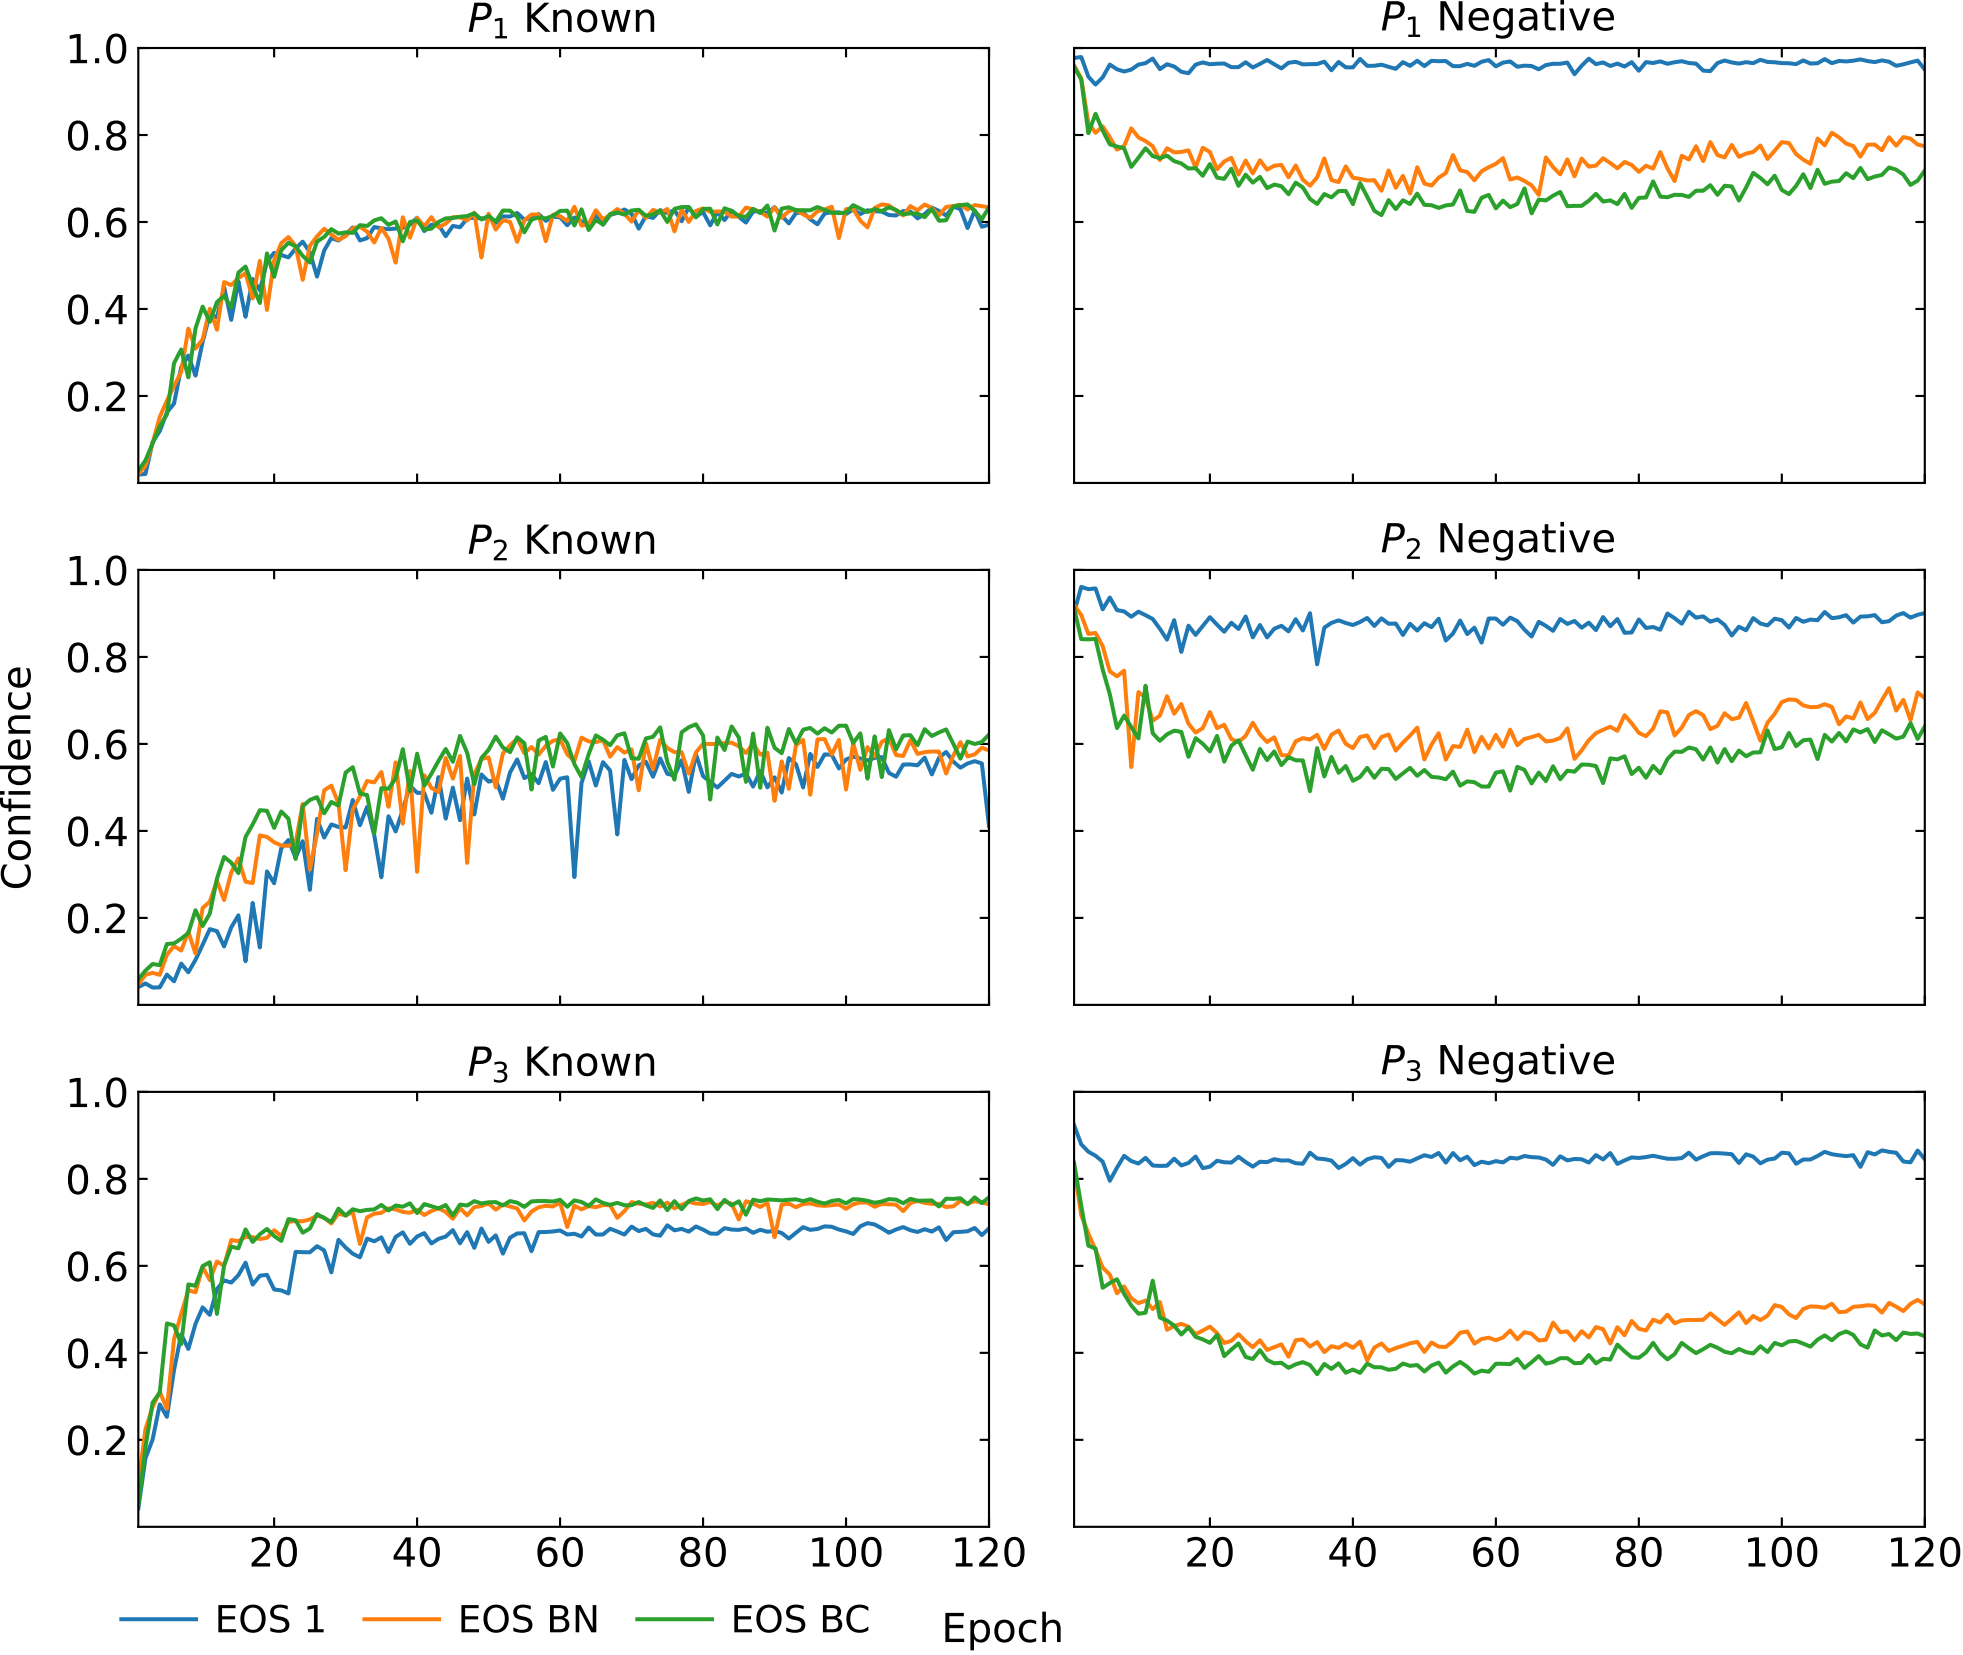 P1 Known
P1 Negative
1.0
0.8
0.6
0.4
0.2
P2 Known
P2 Negative
1.0
0.8
0.6
0.4
0.2
Confidence
P3 Known
P3 Negative
1.0
0.8
0.6
0.4
0.2
20 40 60 80 100 120
20 40 60 80 100 120
EOS 1 EOS BN EOS BC
Epoch